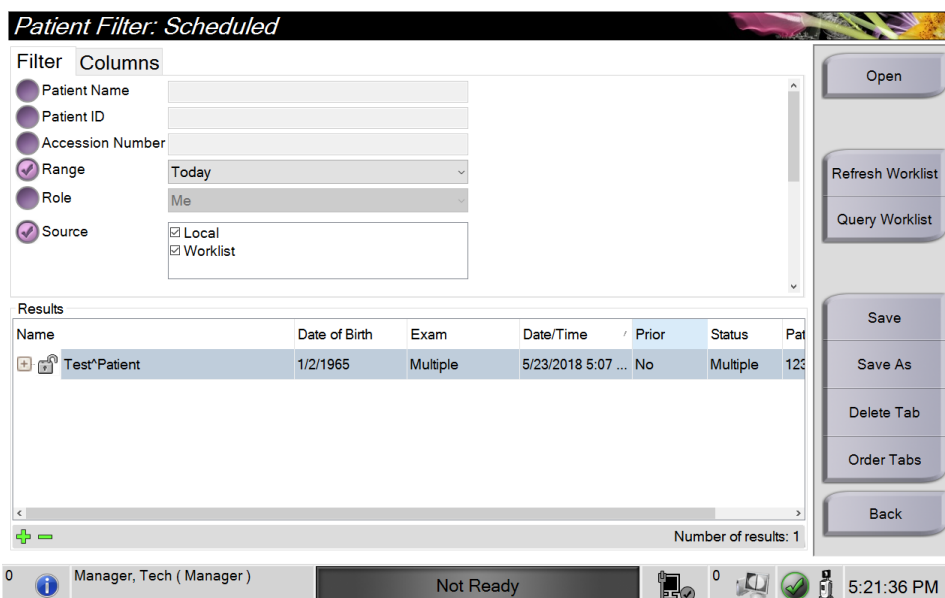 Patient Filter: Scheduled
Filter Columns
Patient Name
Patient ID
Accession Number
Range Today
Role Me
Source
Local
Worklist
Open
Refresh Worklist
Query Worklist
Save
Save As
Delete Tab
Order Tabs
Back
Results
Name Date of Birth Exam Date/Time Prior Status Pat
Test^Patient 1/2/1965 Multiple 5/23/2018 5:07 ... No Multiple 123
Number of results: 1
0 Manager, Tech ( Manager ) Not Ready 0 5:21:36 PM